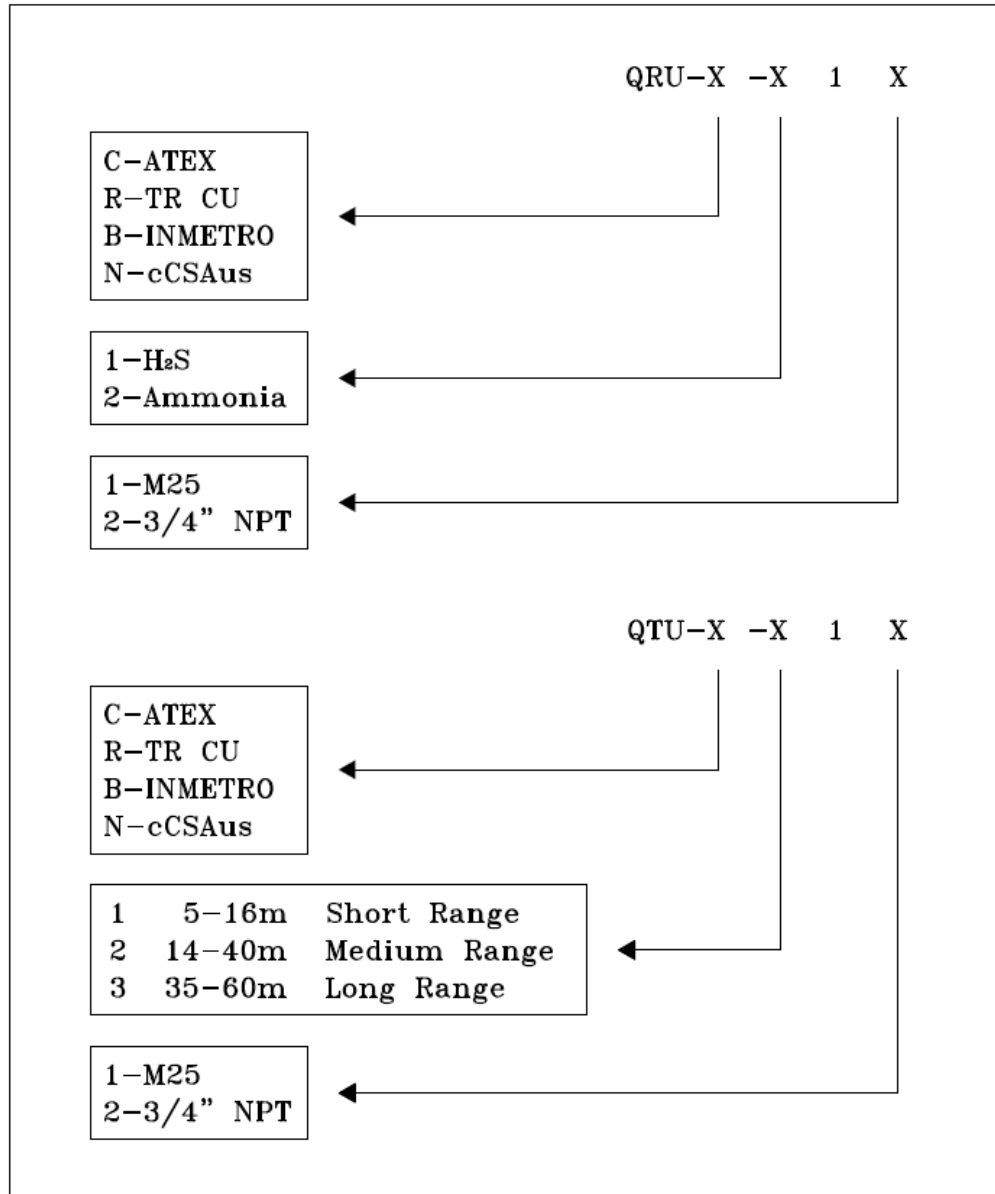 QRU-X -X 1 X
C-ATEX
R-TR CU
B-INMETRO
N-cCSAus
1-H₂S
2-Ammonia
1-M25
2-3/4" NPT
QTU-X -X 1 X
C-ATEX
R-TR CU
B-INMETRO
N-cCSAus
1 5-16m Short Range
2 14-40m Medium Range
3 35-60m Long Range
1-M25
2-3/4" NPT